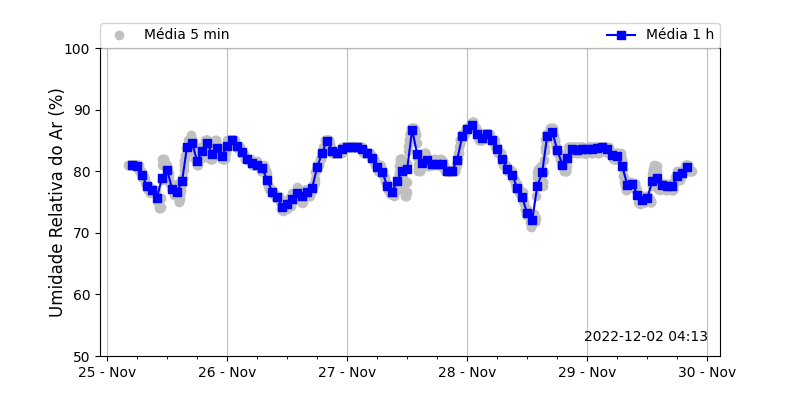 Média 5 min
Média 1 h
Umidade Relativa do Ar (%)
100
90
80
70
60
50
2022-12-02 04:13
25 - Nov
26 - Nov
27 - Nov
28 - Nov
29 - Nov
30 - Nov